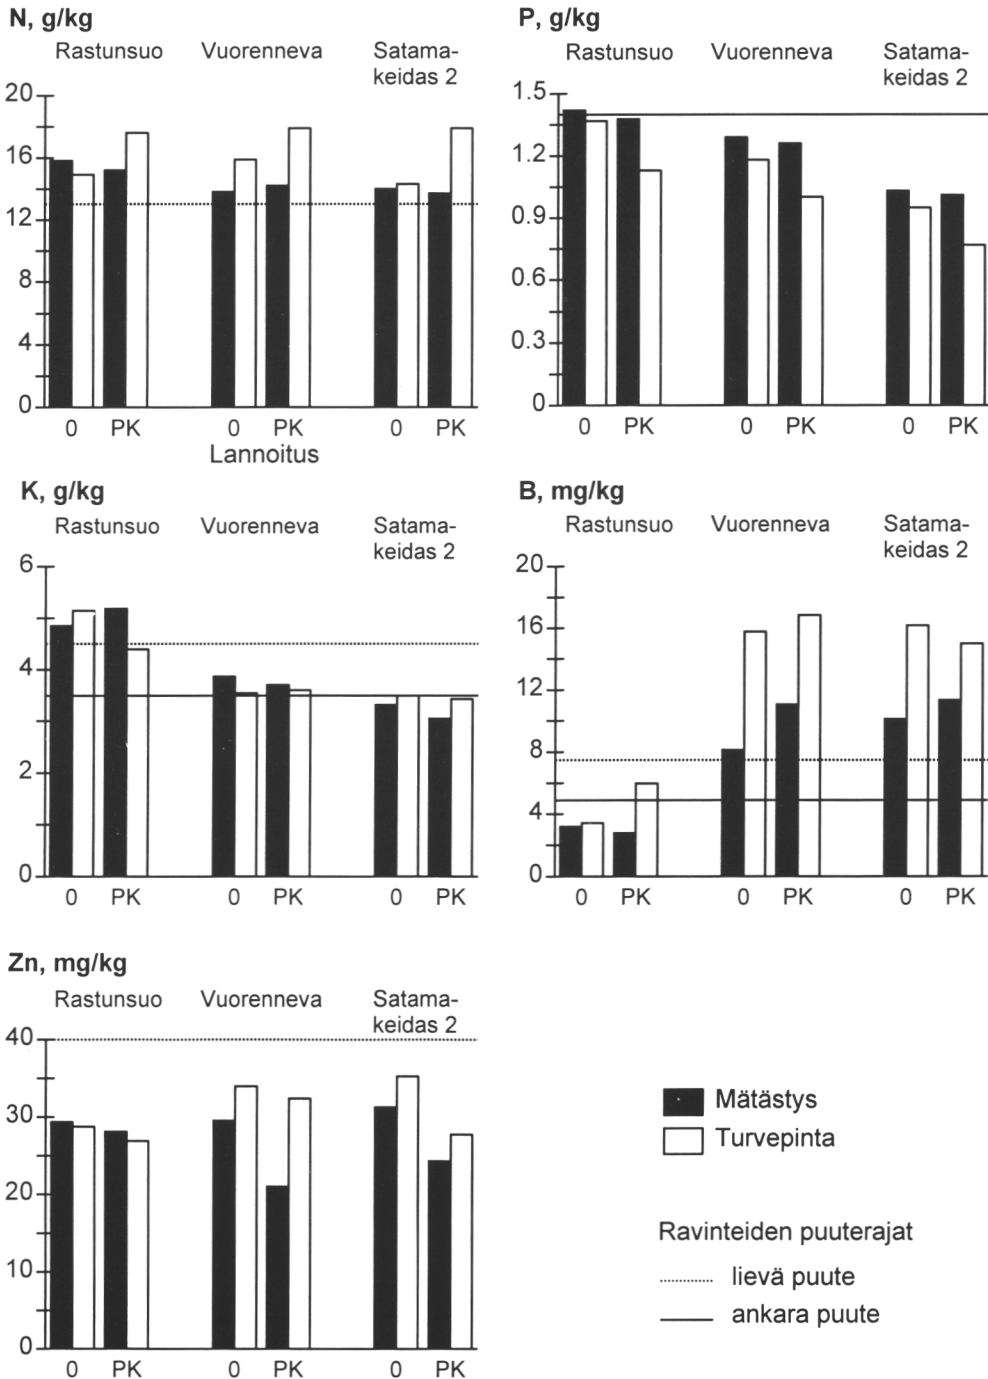 N, g/kg
Rastunsuo Vuorenneva Satama-
keidas 2
20
16
12
8
4
0
0 PK 0 PK 0 PK
Lannoitus
P, g/kg
Rastunsuo Vuorenneva Satama-
keidas 2
1.5
1.2
0.9
0.6
0.3
0
0 PK 0 PK 0 PK
K, g/kg
Rastunsuo Vuorenneva Satama-
keidas 2
6
4
2
0
0 PK 0 PK 0 PK
B, mg/kg
Rastunsuo Vuorenneva Satama-
keidas 2
20
16
12
8
4
0
0 PK 0 PK 0 PK
Zn, mg/kg
Rastunsuo Vuorenneva Satama-
keidas 2
40
30
20
10
0
0 PK 0 PK 0 PK
Mätästys
Turvepinta
Ravinteiden puuterajat
lievä puute
ankara puute